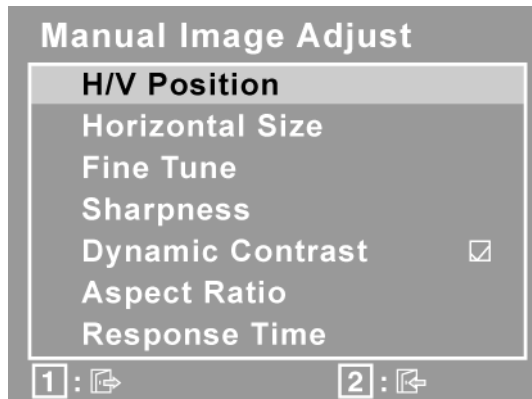 Manual Image Adjust
H/V Position
Horizontal Size
Fine Tune
Sharpness
Dynamic Contrast
Aspect Ratio
Response Time
1 : 2 :